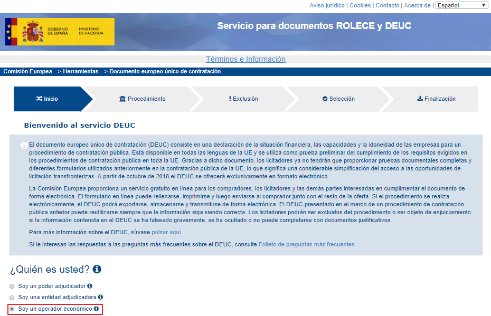 Aviso jurídico | Cookies | Contacto | Acerca de | Español
GOBIERNO DE ESPAÑA MINISTERIO DE HACIENDA
Servicio para documentos ROLECE y DEUC
Términos e Información
Comisión Europea > Herramientas > Documento europeo único de contratación
Inicio Procedimiento Exclusión Selección Finalización
Bienvenido al servicio DEUC
El documento europeo único de contratación (DEUC) consiste en una declaración de la situación financiera, las capacidades y la idoneidad de las empresas para un
procedimiento de contratación pública. Está disponible en todas las lenguas de la UE y se utiliza como prueba preliminar del cumplimiento de los requisitos exigidos en
los procedimientos de contratación pública en toda la UE. Gracias a dicho documento, los licitadores ya no tendrán que proporcionar pruebas documentales completas y
diferentes formularios utilizados anteriormente en la contratación pública de la UE, lo que significa una considerable simplificación del acceso a las oportunidades de
licitación transfronterizas. A partir de octubre de 2018 el DEUC se ofrecerá exclusivamente en formato electrónico
La Comisión Europea proporciona un servicio gratuito en línea para los compradores, los licitadores y las demás partes interesadas en cumplimentar el documento de
forma electrónica. El formulario en línea puede rellenarse, imprimirse y luego enviarse al comprador junto con el resto de la oferta. Si el procedimiento se realiza
electrónicamente, el DEUC podrá exportarse, almacenarse y transmitirse de forma electrónica. El DEUC presentado en el marco de un procedimiento de contratación
pública anterior puede reutilizarse siempre que la información siga siendo correcta. Los licitadores podrán ser excluidos del procedimiento o ser objeto de enjuiciamiento
si la información contenida en el DEUC se ha falseado gravemente, se ha ocultado o no puede completarse con documentos justificativos.
Para más información sobre el DEUC, sírvase pulsar aquí
Si le interesan las respuestas a las preguntas más frecuentes sobre el DEUC, consulte Folleto de preguntas más frecuentes
¿Quién es usted?
Soy un poder adjudicador
Soy una entidad adjudicadora
Soy un operador económico